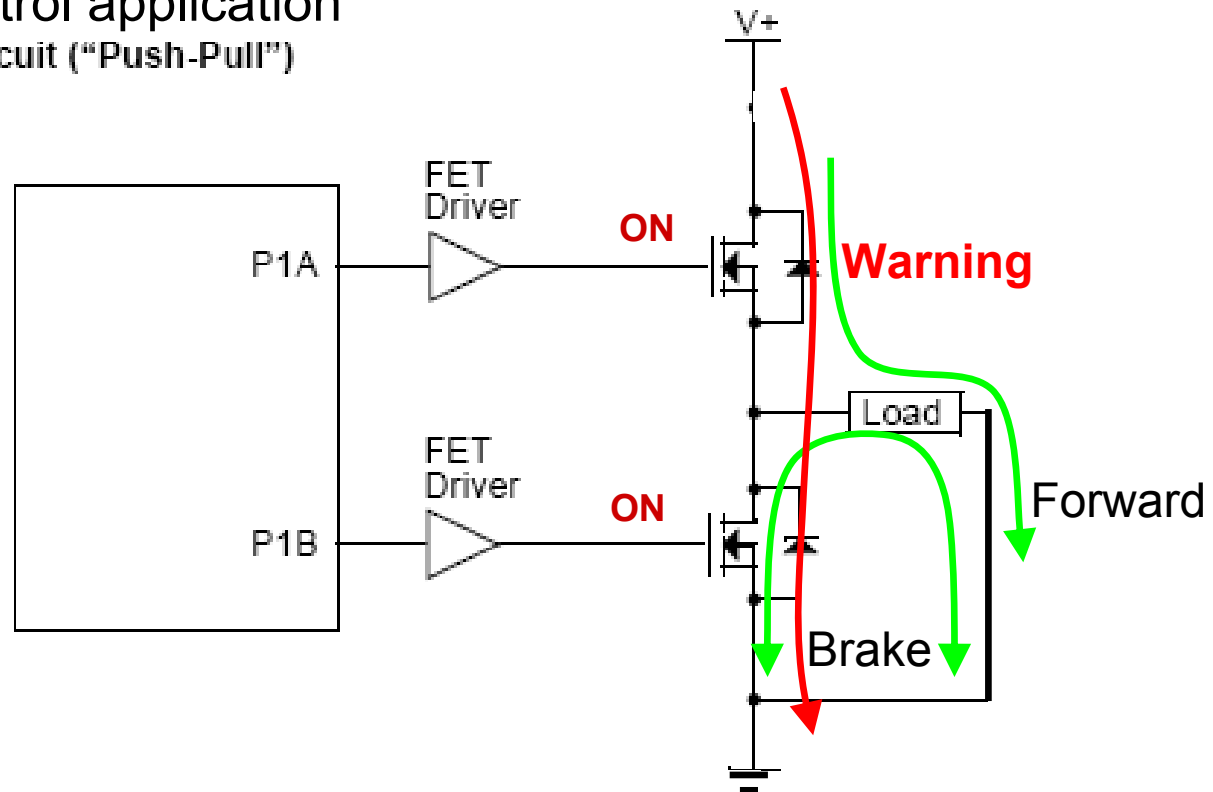 trol application
cuit (“Push-Pull”)
V+
FET
Driver
ON
P1A
Warning
Load
FET
Driver
ON
Forward
P1B
Brake